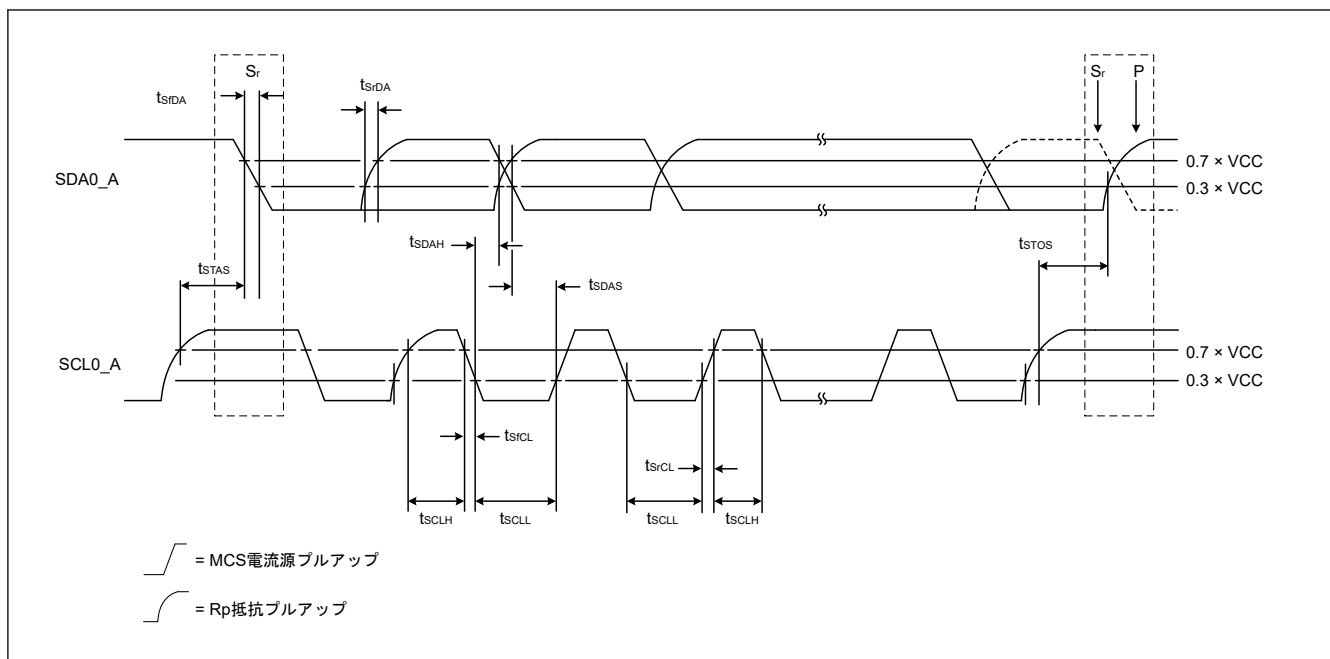 Sr
Sr P
tSfDA
tSrDA
0.7 × VCC
SDA0_A
0.3 × VCC
tSDAH
tSTOS
tSTAS
tSDAS
SCL0_A
0.7 × VCC
0.3 × VCC
tSfCL
tSrCL
tSCLH tSCLL tSCLL tSCLH
= MCS電流源プルアップ
= Rp抵抗プルアップ